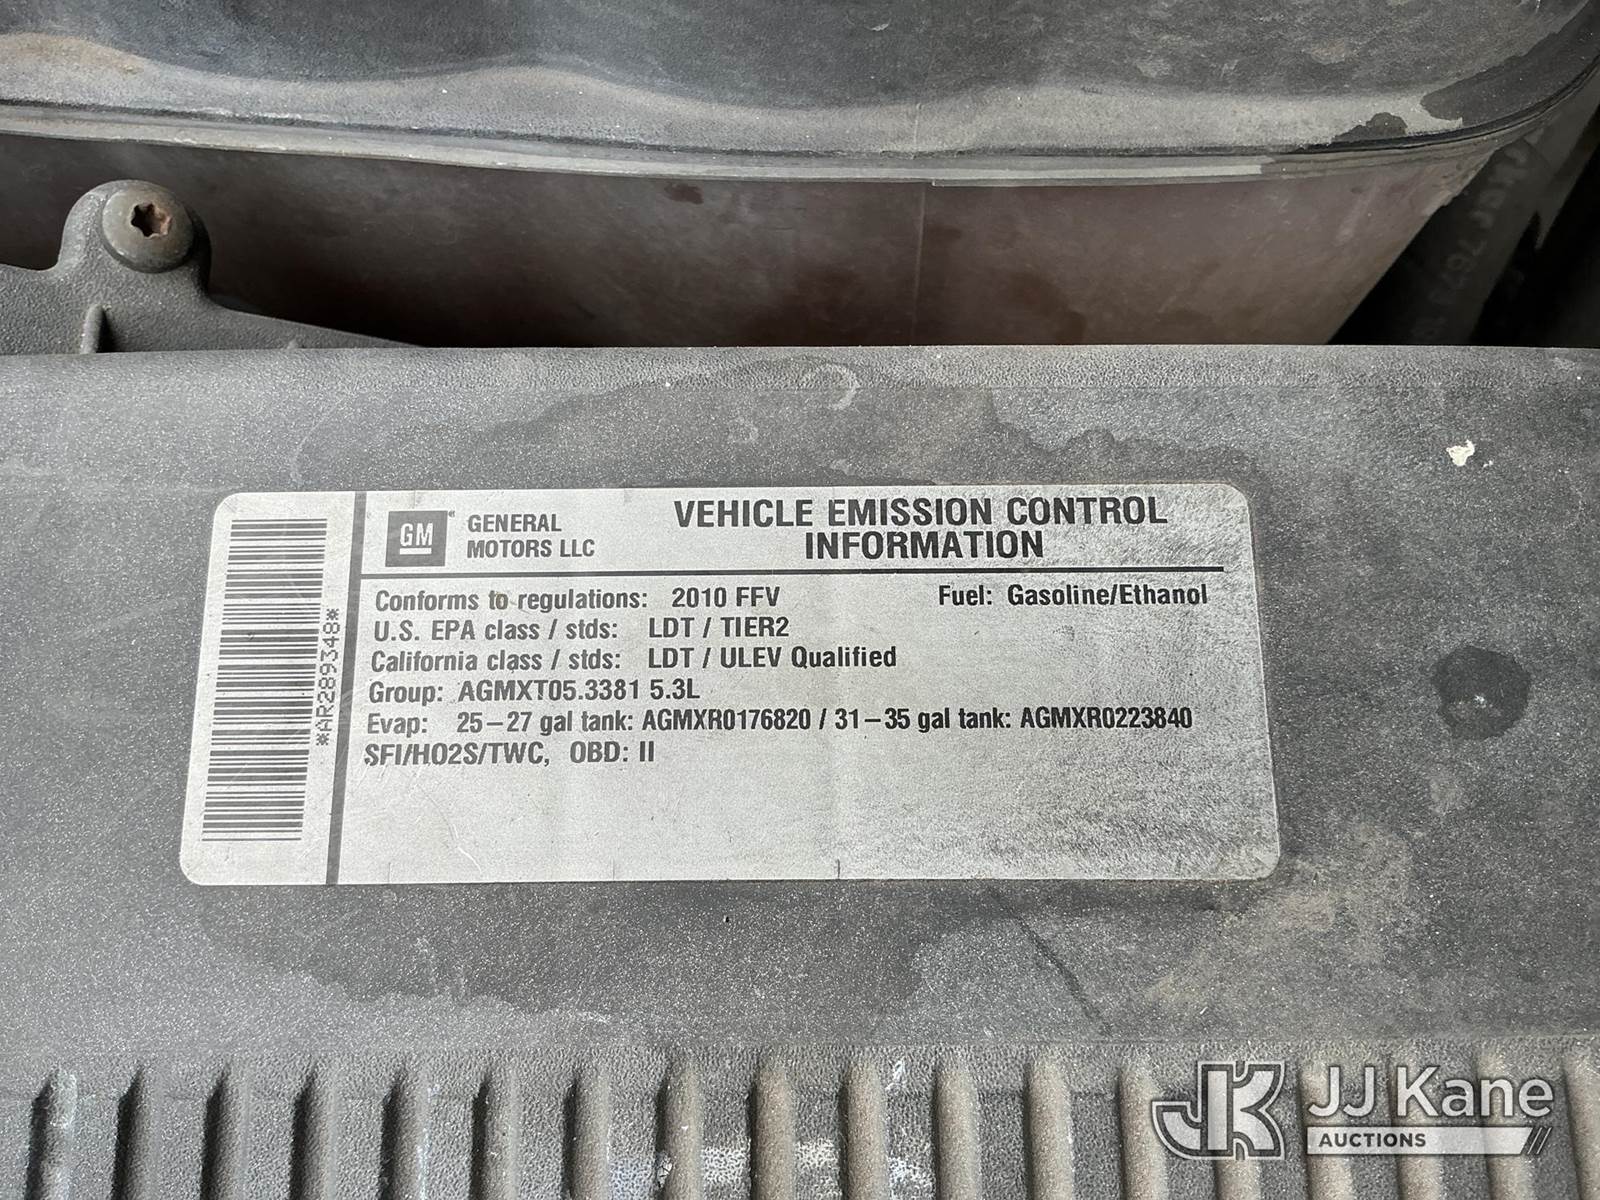 GM GENERAL MOTORS LLC
VEHICLE EMISSION CONTROL
INFORMATION
Conforms to regulations: 2010 FFV Fuel: Gasoline/Ethanol
U.S. EPA class / stds: LDT / TIER2
California class / stds: LDT / ULEV Qualified
Group: AGMXT05.3381 5.3L
Evap: 25-27 gal tank: AGMXR0176820 / 31-35 gal tank: AGMXR0223840
SFI/HO2S/TWC, OBD: II
*AR289348*
JK JJ Kane
AUCTIONS